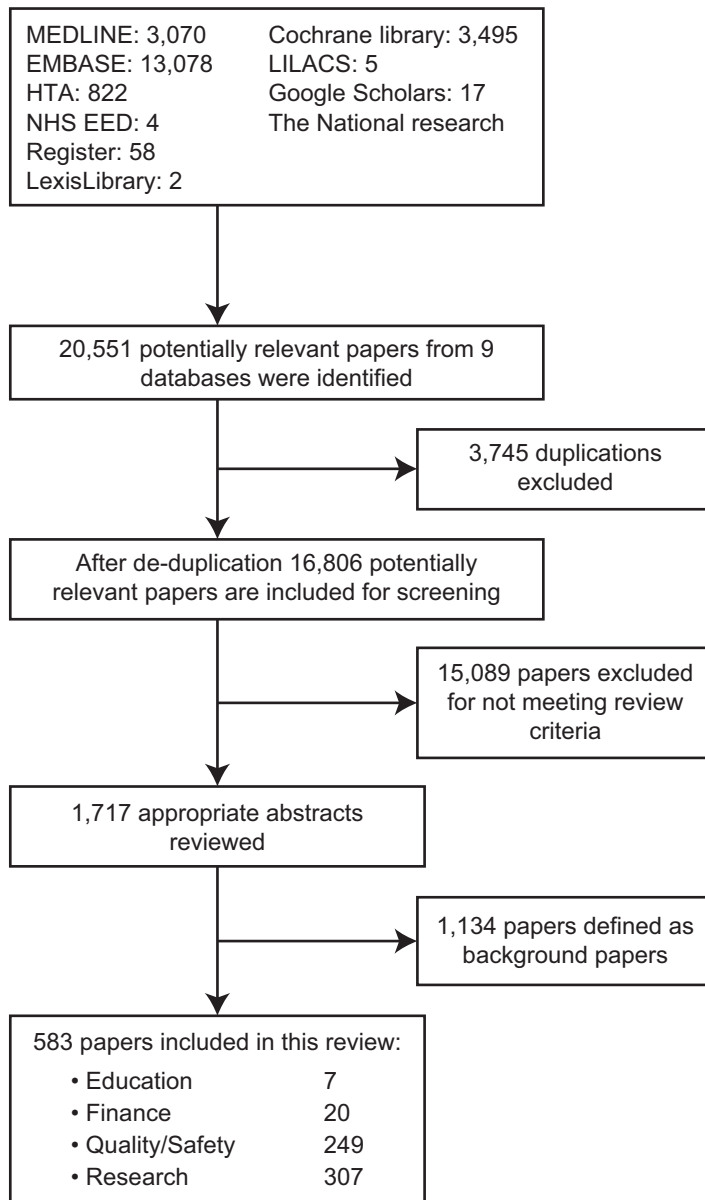 MEDLINE: 3,070
EMBASE: 13,078
HTA: 822
NHS EED: 4
Register: 58
LexisLibrary: 2
Cochrane library: 3,495
LILACS: 5
Google Scholars: 17
The National research
20,551 potentially relevant papers from 9
databases were identified
3,745 duplications
excluded
After de-duplication 16,806 potentially
relevant papers are included for screening
15,089 papers excluded
for not meeting review
criteria
1,717 appropriate abstracts
reviewed
1,134 papers defined as
background papers
583 papers included in this review:
• Education 7
• Finance 20
• Quality/Safety 249
• Research 307